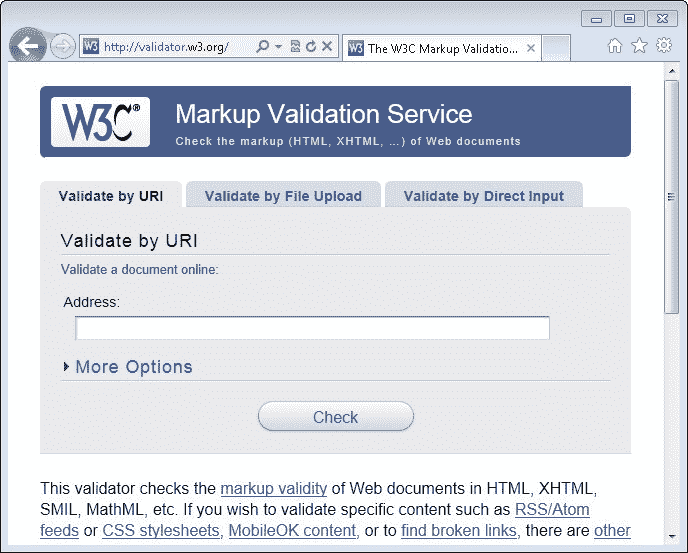 W3 http://validator.w3.org/
W3 The W3C Markup Validatio...
W3C®
Markup Validation Service
Check the markup (HTML, XHTML, …) of Web documents
Validate by URI
Validate by File Upload
Validate by Direct Input
Validate by URI
Validate a document online:
Address:
More Options
Check
This validator checks the markup validity of Web documents in HTML, XHTML,
SMIL, MathML, etc. If you wish to validate specific content such as RSS/Atom
feeds or CSS stylesheets, MobileOK content, or to find broken links, there are other